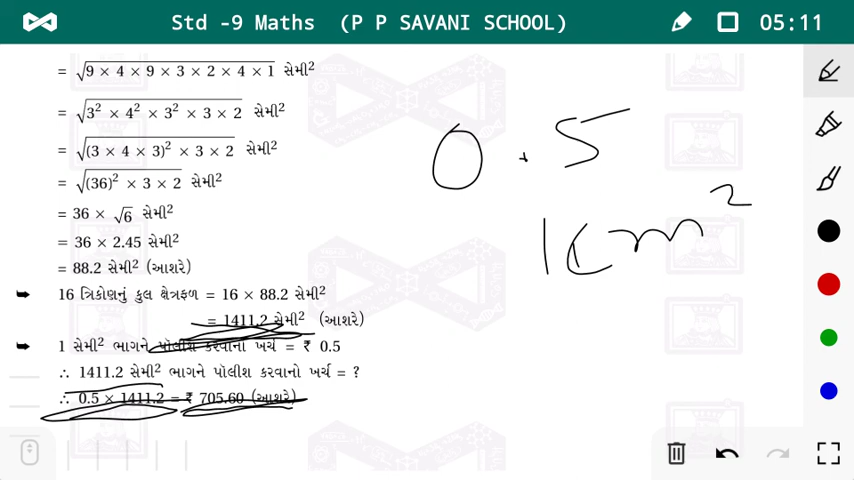 Std -9 Maths (P P SAVANI SCHOOL)
05:11
= √9 × 4 × 9 × 3 × 2 × 4 × 1 સેમી²
= √3² × 4² × 3² × 3 × 2 સેમી²
= √(3 × 4 × 3)² × 3 × 2 સેમી²
= √(36)² × 3 × 2 સેમી²
= 36 × √6 સેમી²
= 36 × 2.45 સેમી²
= 88.2 સેમી² (આશરે)
➥ 16 ત્રિકોણનું કુલ ક્ષેત્રફળ = 16 × 88.2 સેમી²
= 1411.2 સેમી² (આશરે)
➥ 1 સેમી² ભાગને પૉલીશ કરવાનો ખર્ચ = ₹ 0.5
∴ 1411.2 સેમી² ભાગને પૉલીશ કરવાનો ખર્ચ = ?
∴ 0.5 × 1411.2 = ₹ 705.60 (આશરે)
0.5
1cm²